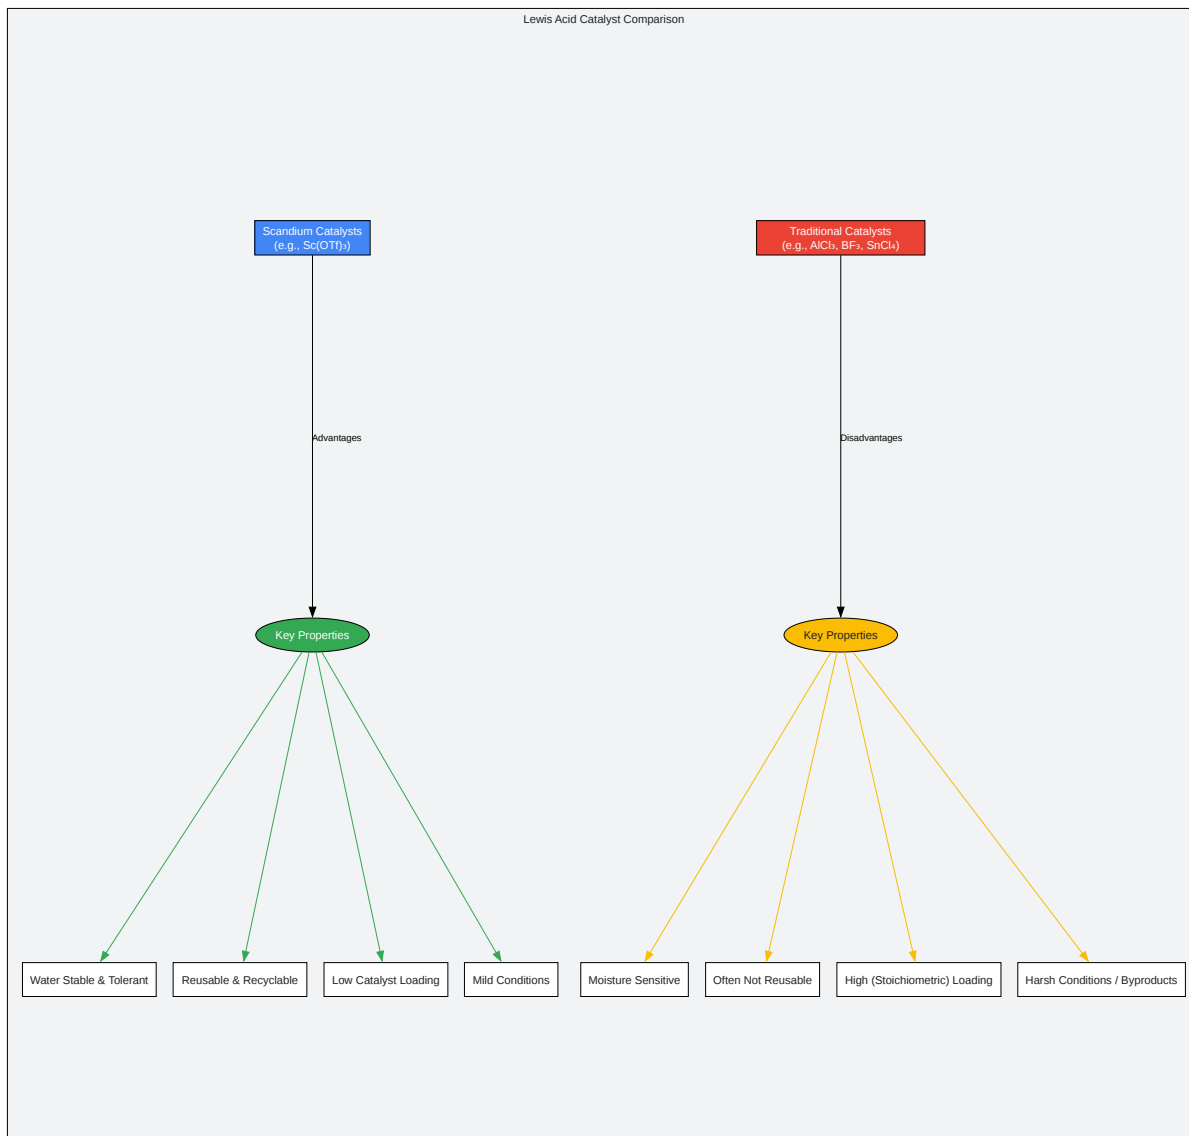 Lewis Acid Catalyst Comparison
Scandium Catalysts
(e.g., Sc(OTf)₃)
Traditional Catalysts
(e.g., AlCl₃, BF₃, SnCl₄)
Advantages
Disadvantages
Key Properties
Key Properties
Water Stable & Tolerant
Reusable & Recyclable
Low Catalyst Loading
Mild Conditions
Moisture Sensitive
Often Not Reusable
High (Stoichiometric) Loading
Harsh Conditions / Byproducts